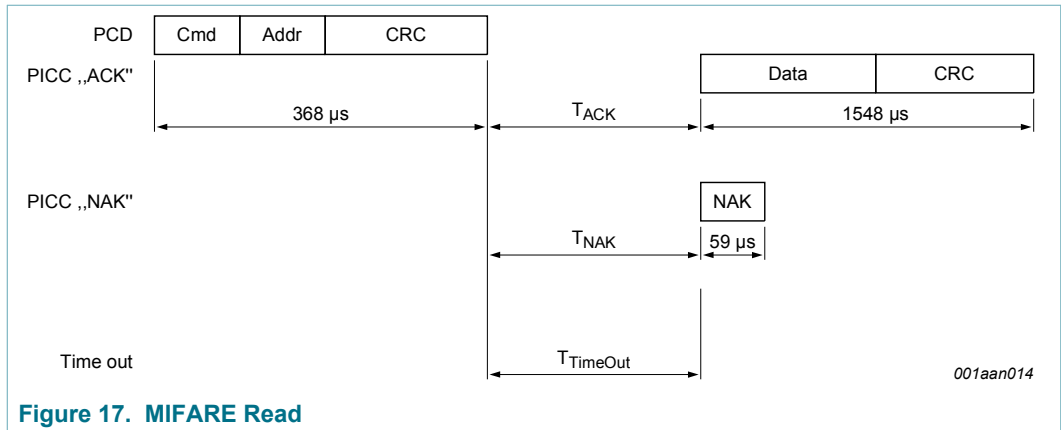 PCD Cmd Addr CRC
PICC ,,ACK" Data CRC
368 µs TACK 1548 µs
PICC ,,NAK" NAK
TNAK 59 µs
Time out TTimeOut 001aan014
Figure 17. MIFARE Read